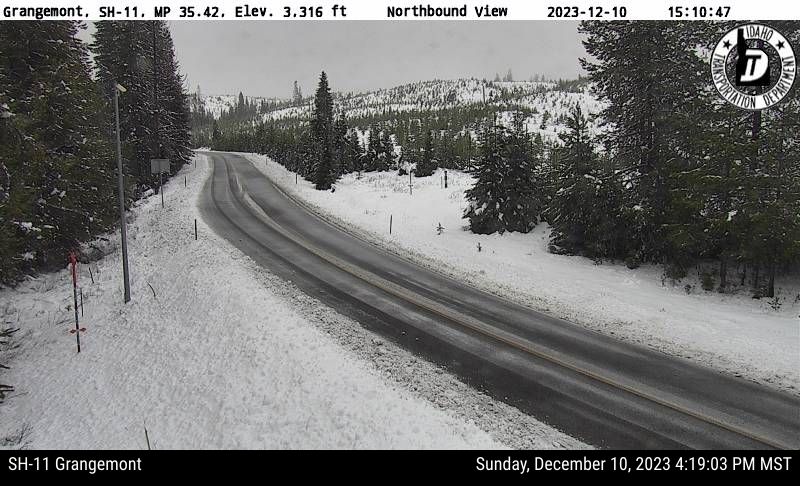 Grangemont, SH-11, MP 35.42, Elev. 3,316 ft Northbound View 2023-12-10 15:10:47
IDAHO
TRANSPORTATION DEPARTMENT
SH-11 Grangemont Sunday, December 10, 2023 4:19:03 PM MST